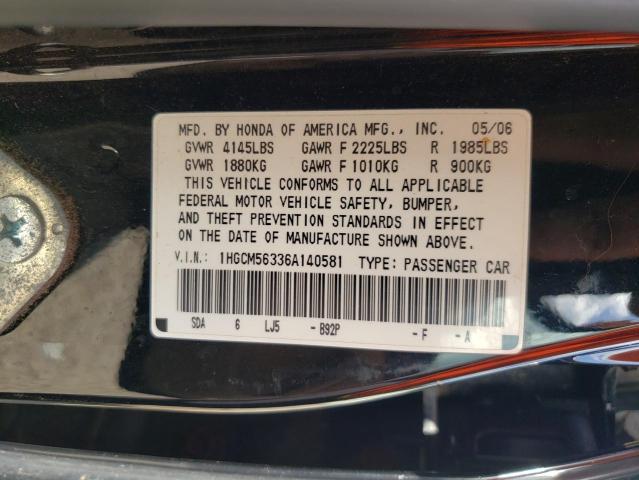 MFD. BY HONDA OF AMERICA MFG., INC. 05/06
GVWR 4145LBS GAWR F 2225LBS R 1985LBS
GVWR 1880KG GAWR F 1010KG R 900KG
THIS VEHICLE CONFORMS TO ALL APPLICABLE
FEDERAL MOTOR VEHICLE SAFETY, BUMPER,
AND THEFT PREVENTION STANDARDS IN EFFECT
ON THE DATE OF MANUFACTURE SHOWN ABOVE.
V.I.N.: 1HGCM56336A140581 TYPE: PASSENGER CAR
SDA 6 LJ5 - B92P - F - A